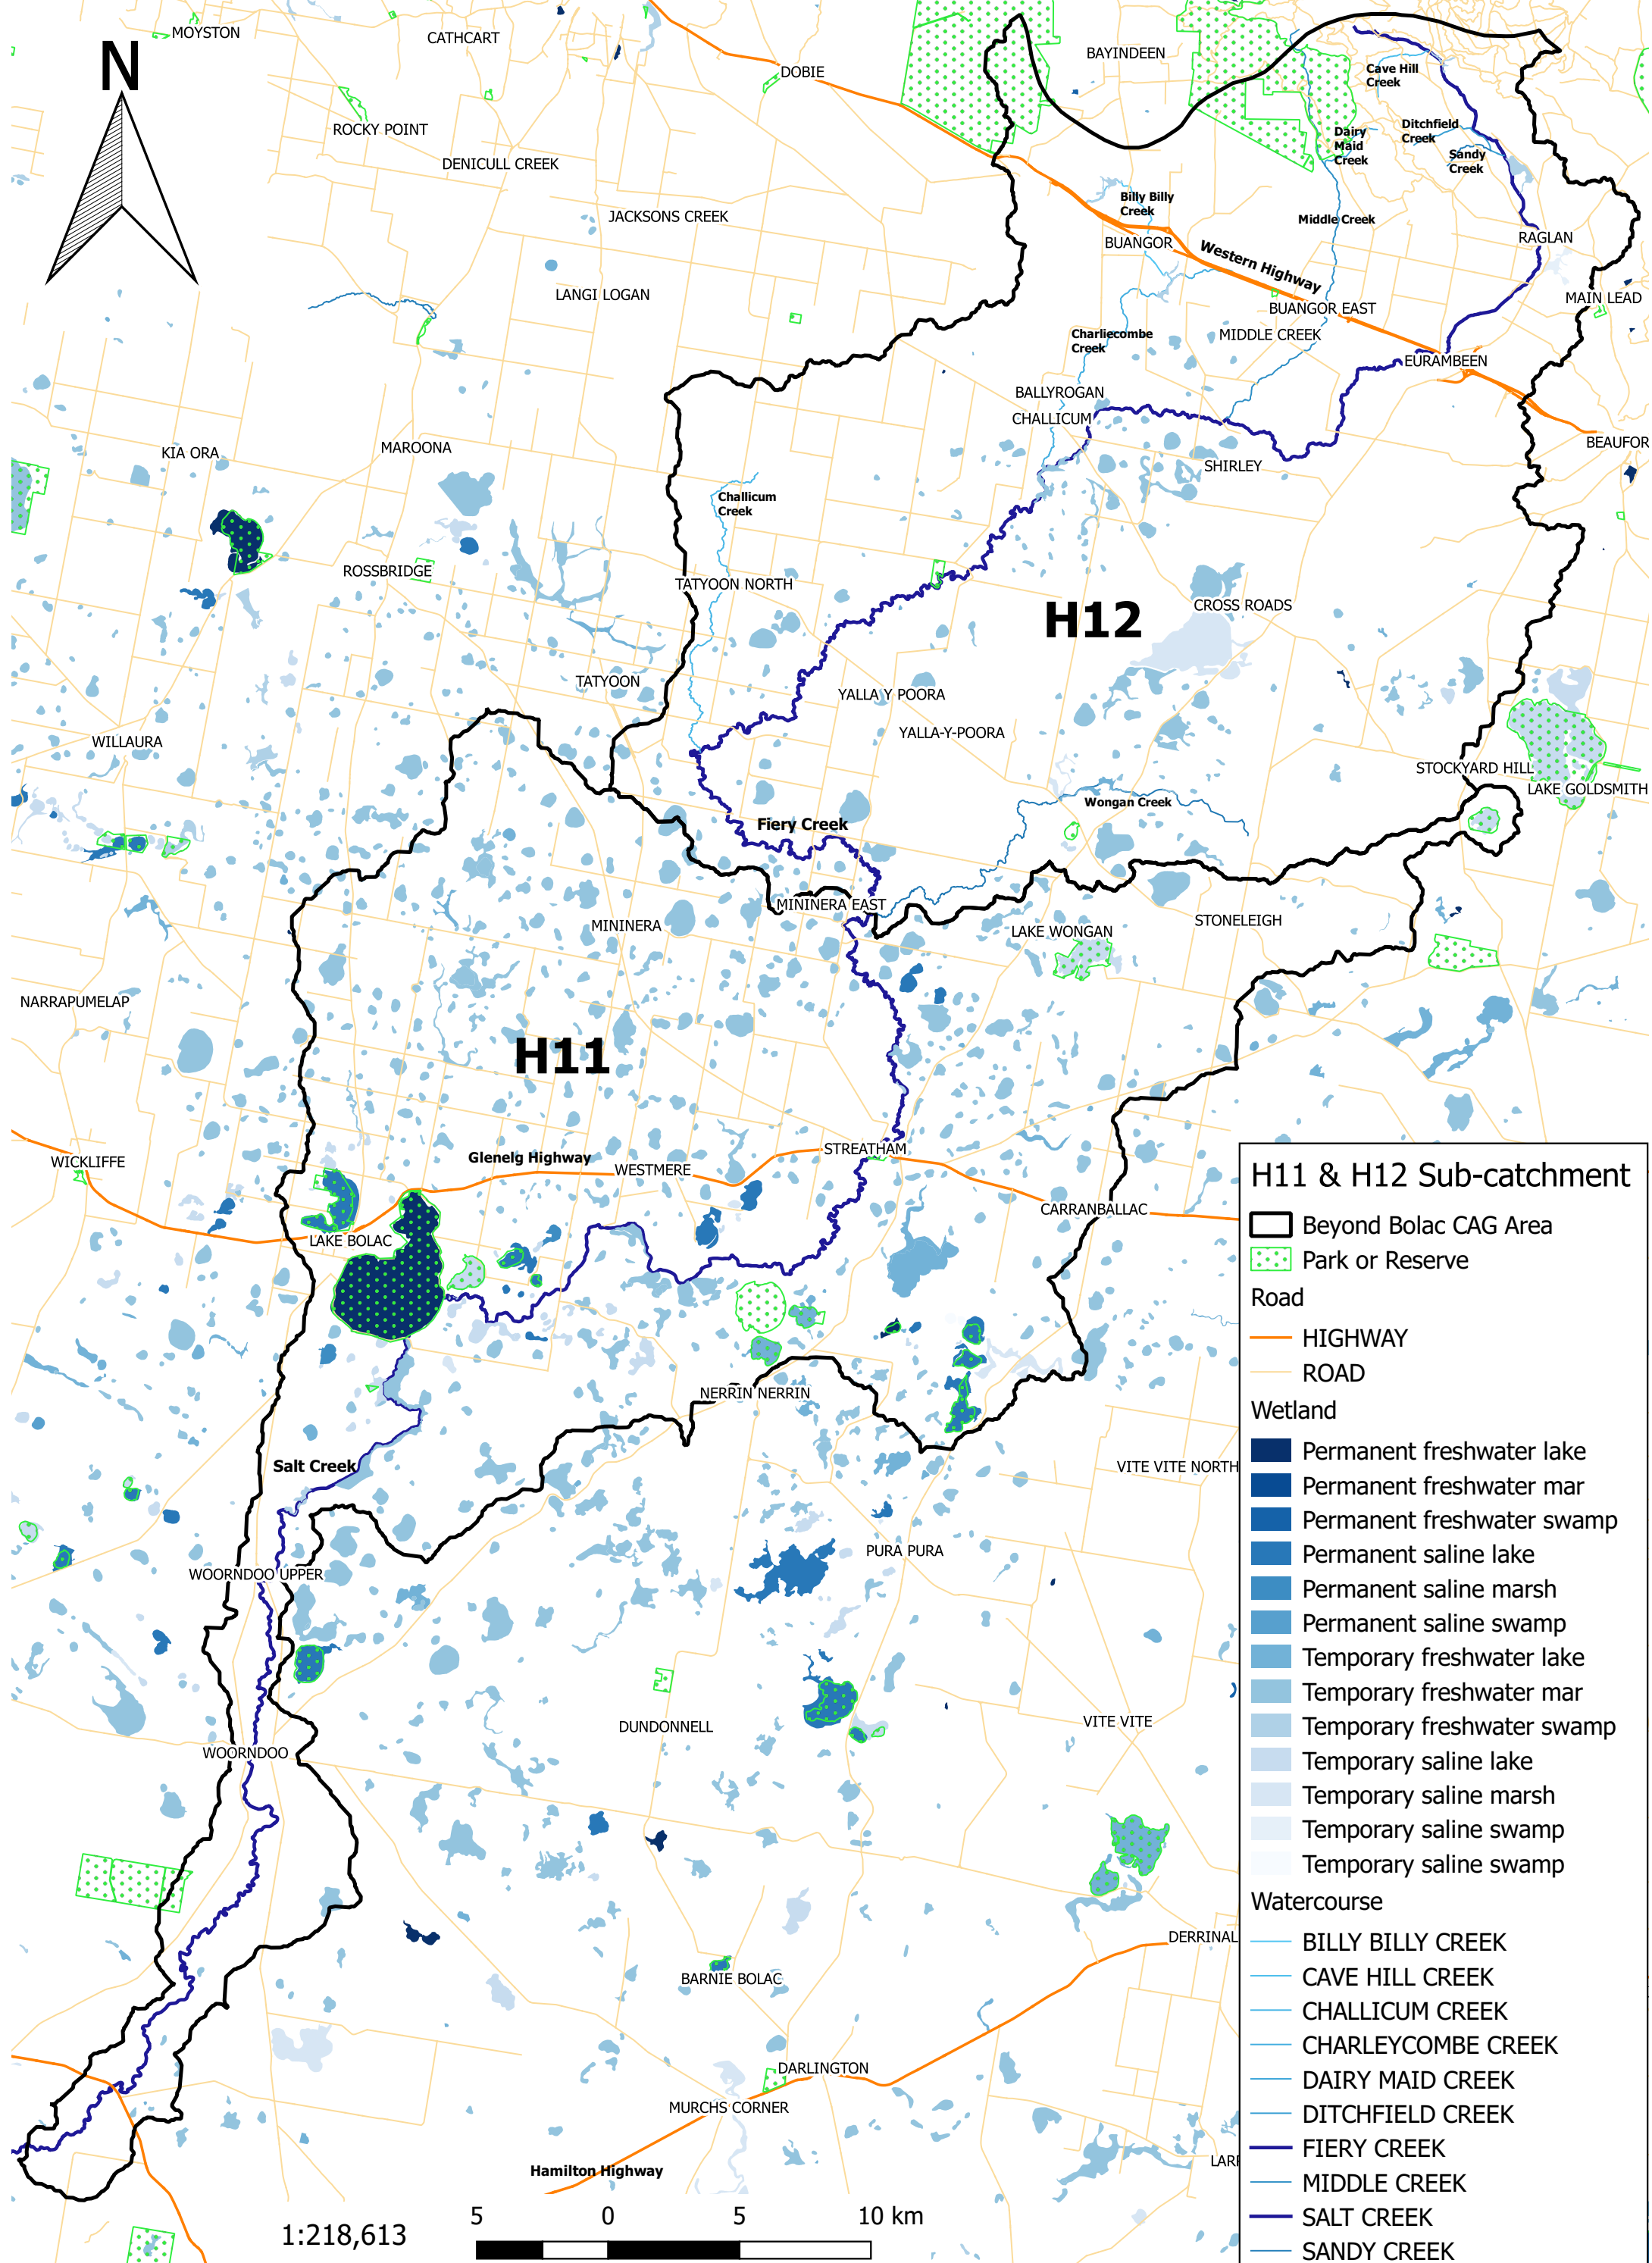 MOYSTON
CATHCART
DOBIE
BAYINDEEN
N
Cave Hill
Creek
ROCKY POINT
Ditchfield
Creek
Dairy
Maid
Creek
Sandy
Creek
DENICULL CREEK
Billy Billy
Creek
JACKSONS CREEK
Middle Creek
BUANGOR
RAGLAN
Western Highway
LANGI LOGAN
MAIN LEAD
BUANGOR EAST
Charliecombe
Creek
MIDDLE CREEK
EURAMBEEN
BALLYROGAN
CHALLICUM
KIA ORA
MAROONA
BEAUFOR
SHIRLEY
Challicum
Creek
ROSSBRIDGE
TATYOON NORTH
H12
CROSS ROADS
TATYOON
YALLA Y POORA
YALLA-Y-POORA
WILLAURA
STOCKYARD HILL
LAKE GOLDSMITH
Wongan Creek
Fiery Creek
MININERA EAST
MININERA
LAKE WONGAN
STONELEIGH
NARRAPUMELAP
H11
WICKLIFFE
Glenelg Highway
WESTMERE
STREATHAM
CARRANBALLAC
LAKE BOLAC
NERRIN NERRIN
Salt Creek
VITE VITE NORTH
PURA PURA
WOORNDOO UPPER
DUNDONNELL
VITE VITE
WOORNDOO
DERRINAL
BARNIE BOLAC
DARLINGTON
MURCHS CORNER
Hamilton Highway
LARR
1:218,613
5 0 5 10 km
H11 & H12 Sub-catchment
Beyond Bolac CAG Area
Park or Reserve
Road
HIGHWAY
ROAD
Wetland
Permanent freshwater lake
Permanent freshwater mar
Permanent freshwater swamp
Permanent saline lake
Permanent saline marsh
Permanent saline swamp
Temporary freshwater lake
Temporary freshwater mar
Temporary freshwater swamp
Temporary saline lake
Temporary saline marsh
Temporary saline swamp
Temporary saline swamp
Watercourse
BILLY BILLY CREEK
CAVE HILL CREEK
CHALLICUM CREEK
CHARLEYCOMBE CREEK
DAIRY MAID CREEK
DITCHFIELD CREEK
FIERY CREEK
MIDDLE CREEK
SALT CREEK
SANDY CREEK